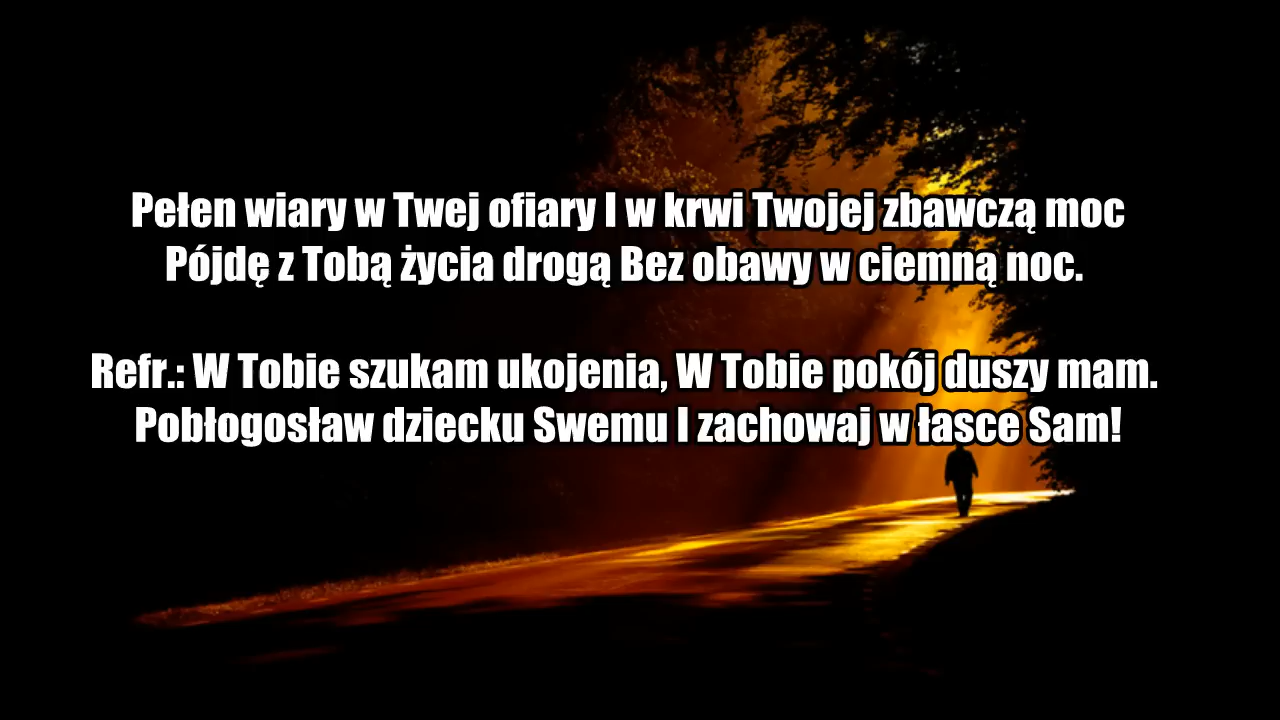 Pełen wiary w Twej ofiary I w krwi Twojej zbawczą moc
Pójdę z Tobą życia drogą Bez obawy w ciemną noc.
Refr.: W Tobie szukam ukojenia, W Tobie pokój duszy mam.
Pobłogosław dziecku Swemu I zachowaj w łasce Sam!